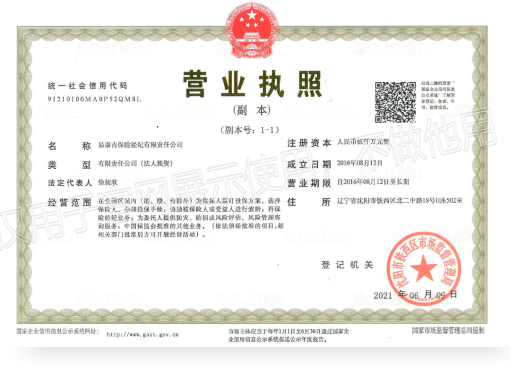 统一社会信用代码
91210100MA0P52QM8L
营业执照
(副 本)
(副本号：1-1)
扫描二维码登录“
国家企业信用信息
公示系统”了解更
多登记、备案、许
可、监管信息。
名称 易康吉保险经纪有限责任公司
类型 有限责任公司（法人独资）
法定代表人
经营范围 在全国区域内（港、澳、台除外）为投保人拟订投保方案、选择
保险人、办理投保手续；协助被保险人或受益人进行索赔；再保
险经纪业务；为委托人提供防灾、防损或风险评估、风险管理咨
询服务；中国保监会批准的其他业务。（依法须经批准的项目,经
相关部门批准后方可开展经营活动）
注册资本 人民币伍仟万元整
成立日期 2016年08月12日
营业期限 自2016年08月12日至长期
住所 辽宁省沈阳市铁西区北二中路18号 502室
登记机关
沈阳市铁西区市场监督管理局
2021 年 06 月 09 日
仅用于 网展示使用
国家企业信用信息公示系统网址： http://www.gsxt.gov.cn
市场主体应当于每年1月1日至6月30日通过国家企
业信用信息公示系统报送公示年度报告。
国家市场监督管理总局监制